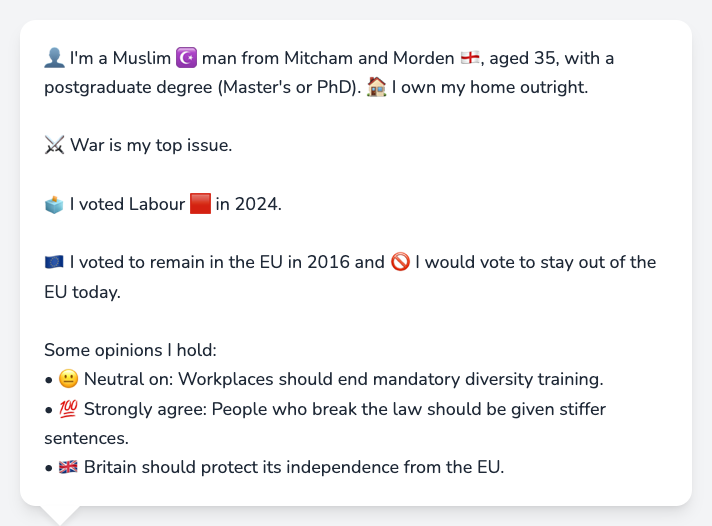 👤 I'm a Muslim ☪️ man from Mitcham and Morden 🏴󠁧󠁢󠁥󠁮󠁧󠁿, aged 35, with a
postgraduate degree (Master's or PhD). 🏠 I own my home outright.
⚔️ War is my top issue.
🗳️ I voted Labour 🟥 in 2024.
🇪🇺 I voted to remain in the EU in 2016 and 🚫 I would vote to stay out of the
EU today.
Some opinions I hold:
• 😐 Neutral on: Workplaces should end mandatory diversity training.
• 💯 Strongly agree: People who break the law should be given stiffer
sentences.
• 🇬🇧 Britain should protect its independence from the EU.